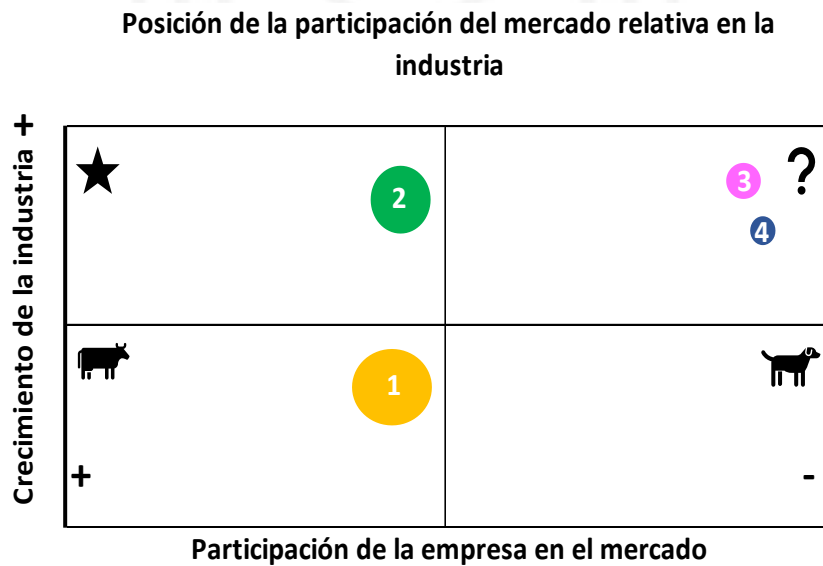 Posición de la participación del mercado relativa en la
industria
Crecimiento de la industria +
2
3
?
4
1
+
-
Participación de la empresa en el mercado